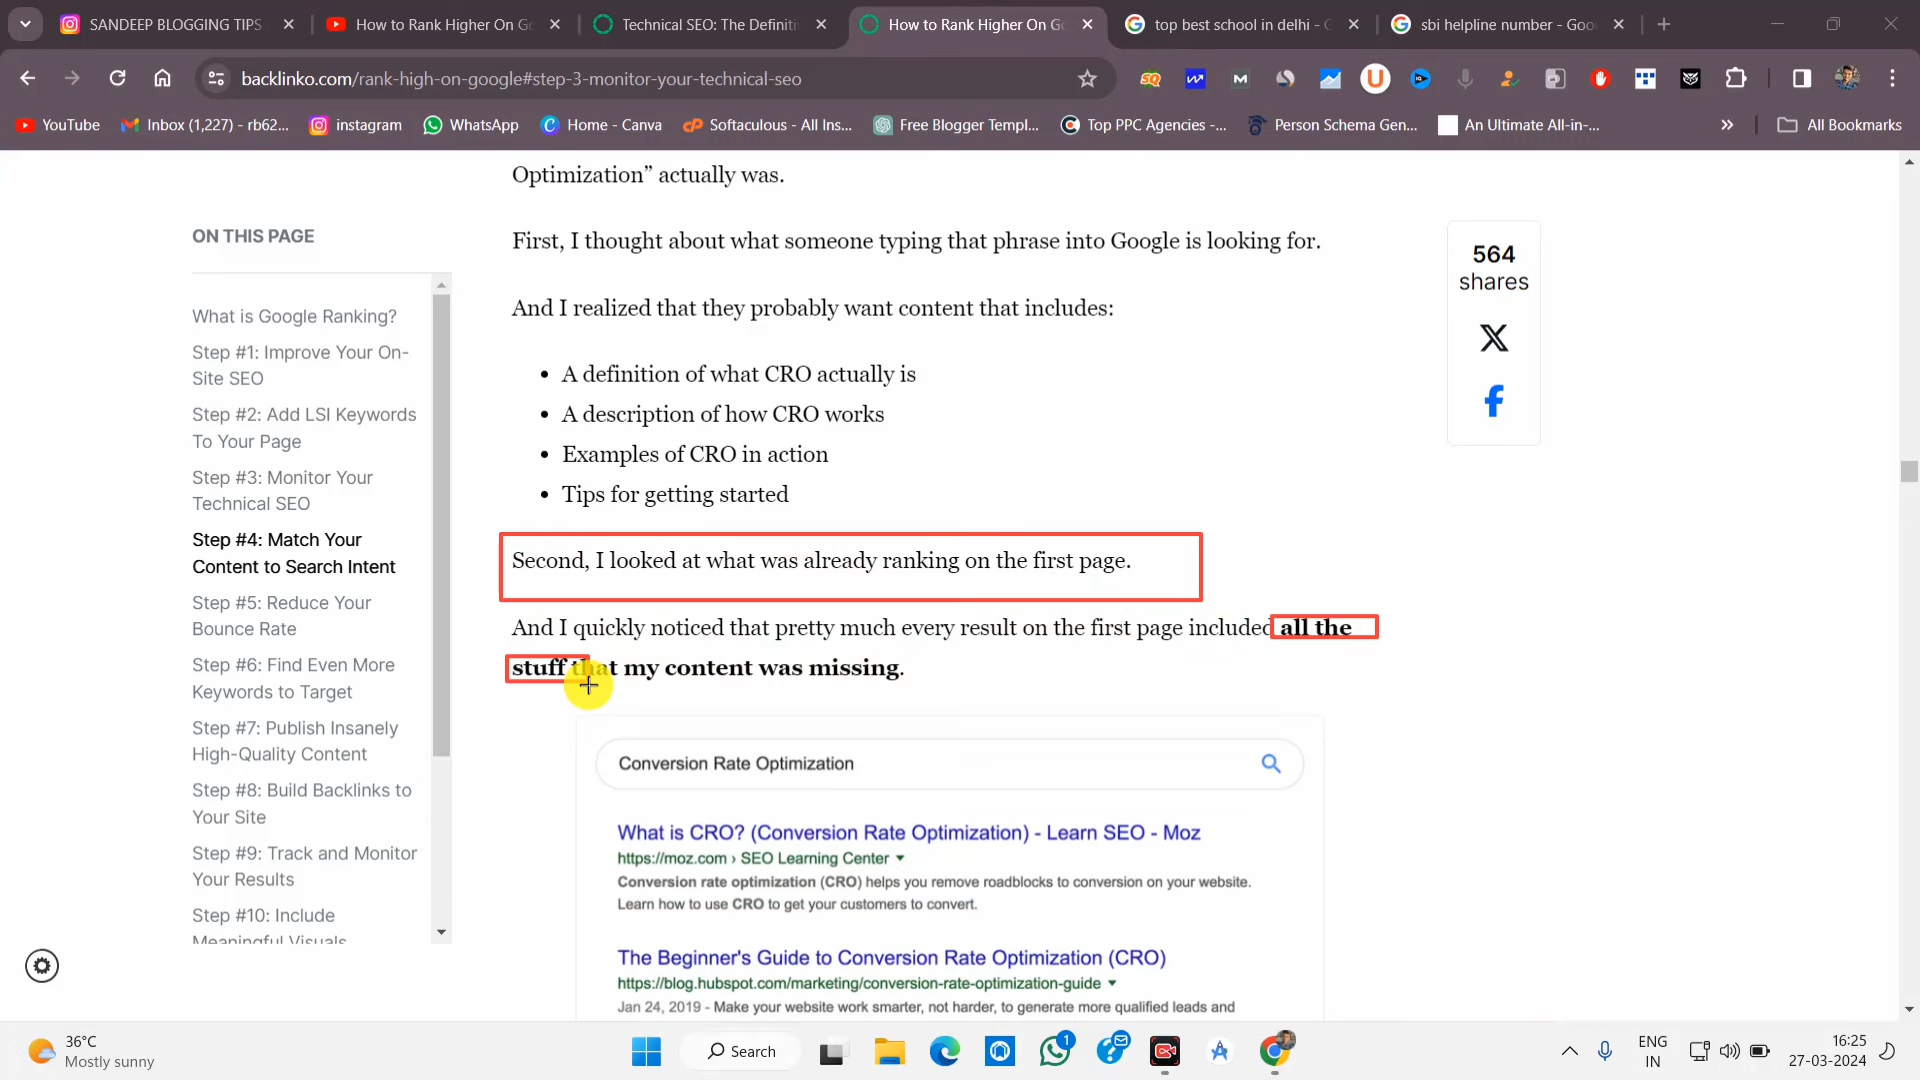 SANDEEP BLOGGING TIPS
How to Rank Higher On Go
Technical SEO: The Definiti
How to Rank Higher On Go
top best school in delhi - G
sbi helpline number - Goo
backlinko.com/rank-high-on-google#step-3-monitor-your-technical-seo
YouTube
Inbox (1,227) - rb62...
instagram
WhatsApp
Home - Canva
Softaculous - All Ins...
Free Blogger Templ...
Top PPC Agencies -...
Person Schema Gen...
An Ultimate All-in-...
All Bookmarks
ON THIS PAGE
What is Google Ranking?
Step #1: Improve Your On-
Site SEO
Step #2: Add LSI Keywords
To Your Page
Step #3: Monitor Your
Technical SEO
Step #4: Match Your
Content to Search Intent
Step #5: Reduce Your
Bounce Rate
Step #6: Find Even More
Keywords to Target
Step #7: Publish Insanely
High-Quality Content
Step #8: Build Backlinks to
Your Site
Step #9: Track and Monitor
Your Results
Step #10: Include
Meaningful Visuals
Optimization” actually was.
First, I thought about what someone typing that phrase into Google is looking for.
And I realized that they probably want content that includes:
• A definition of what CRO actually is
• A description of how CRO works
• Examples of CRO in action
• Tips for getting started
Second, I looked at what was already ranking on the first page.
And I quickly noticed that pretty much every result on the first page included all the
stuff that my content was missing.
564
shares
Conversion Rate Optimization
What is CRO? (Conversion Rate Optimization) - Learn SEO - Moz
https://moz.com › SEO Learning Center
Conversion rate optimization (CRO) helps you remove roadblocks to conversion on your website.
Learn how to use CRO to get your customers to convert.
The Beginner's Guide to Conversion Rate Optimization (CRO)
https://blog.hubspot.com/marketing/conversion-rate-optimization-guide
Jan 24, 2019 - Make your website work smarter, not harder, to generate more qualified leads and
36°C
Mostly sunny
Search
1
ENG
IN
16:25
27-03-2024